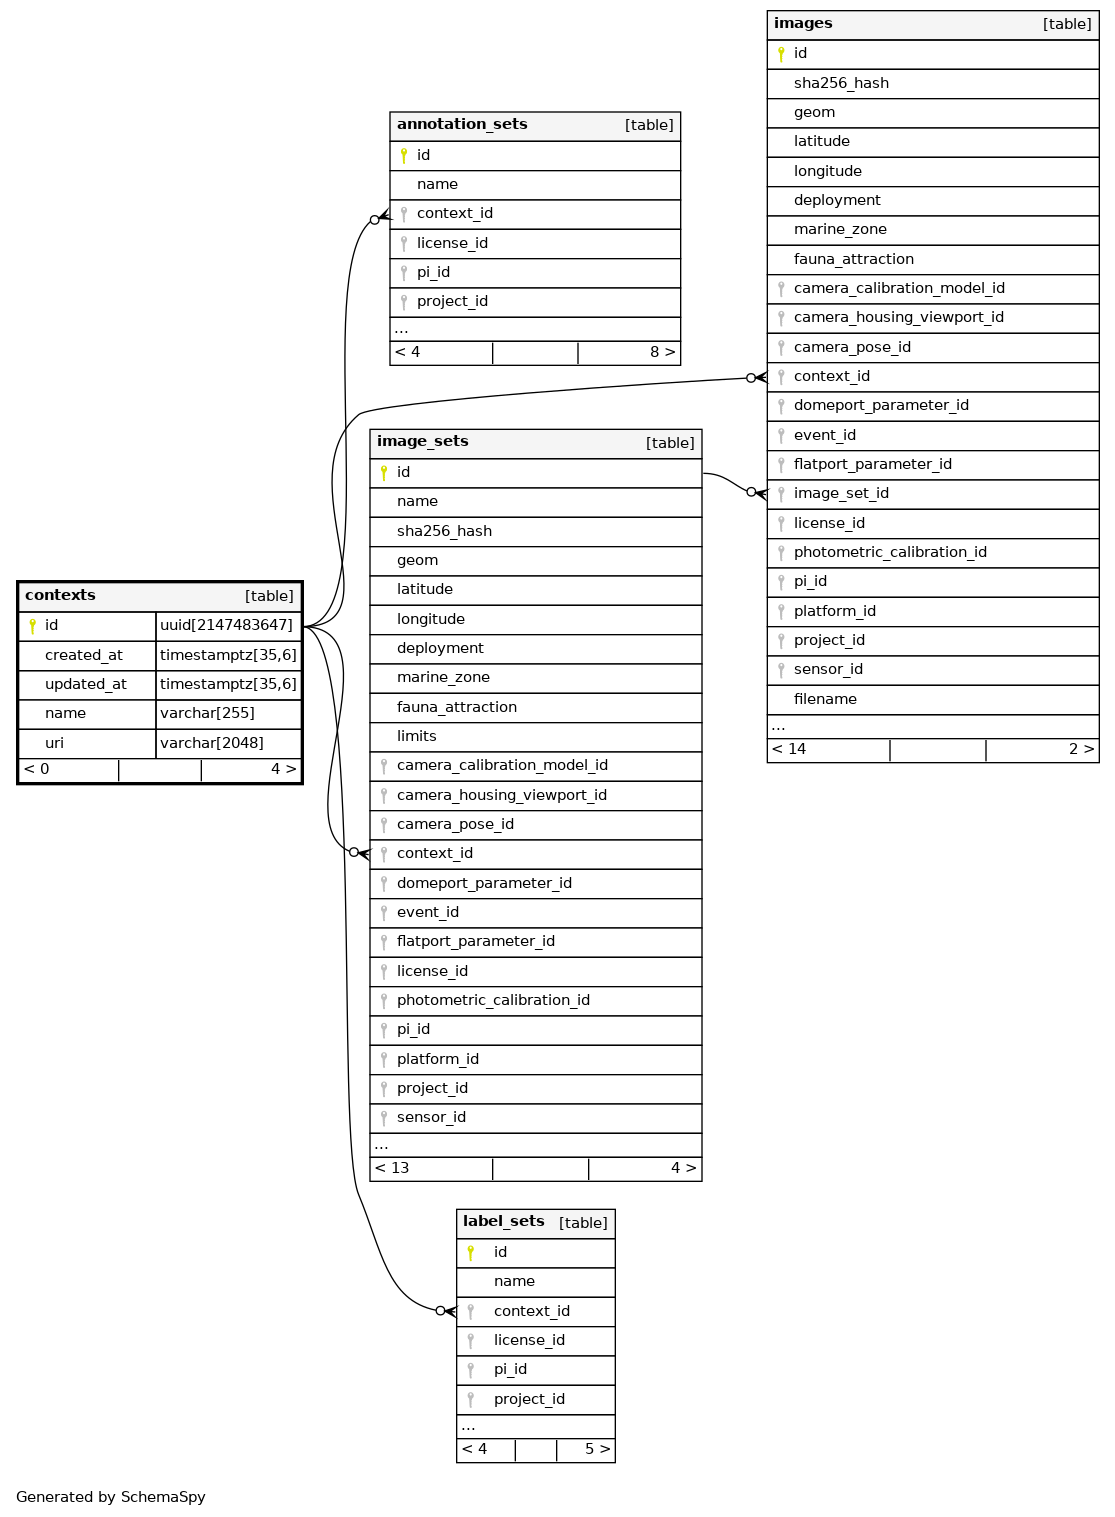 images [table]
id
sha256_hash
geom
latitude
longitude
deployment
marine_zone
fauna_attraction
camera_calibration_model_id
camera_housing_viewport_id
camera_pose_id
context_id
domeport_parameter_id
event_id
flatport_parameter_id
image_set_id
license_id
photometric_calibration_id
pi_id
platform_id
project_id
sensor_id
filename
...
< 14 2 >
annotation_sets [table]
id
name
context_id
license_id
pi_id
project_id
...
< 4 8 >
image_sets [table]
id
name
sha256_hash
geom
latitude
longitude
deployment
marine_zone
fauna_attraction
limits
camera_calibration_model_id
camera_housing_viewport_id
camera_pose_id
context_id
domeport_parameter_id
event_id
flatport_parameter_id
license_id
photometric_calibration_id
pi_id
platform_id
project_id
sensor_id
...
< 13 4 >
contexts [table]
id uuid[2147483647]
created_at timestamptz[35,6]
updated_at timestamptz[35,6]
name varchar[255]
uri varchar[2048]
< 0 4 >
label_sets [table]
id
name
context_id
license_id
pi_id
project_id
...
< 4 5 >
Generated by SchemaSpy